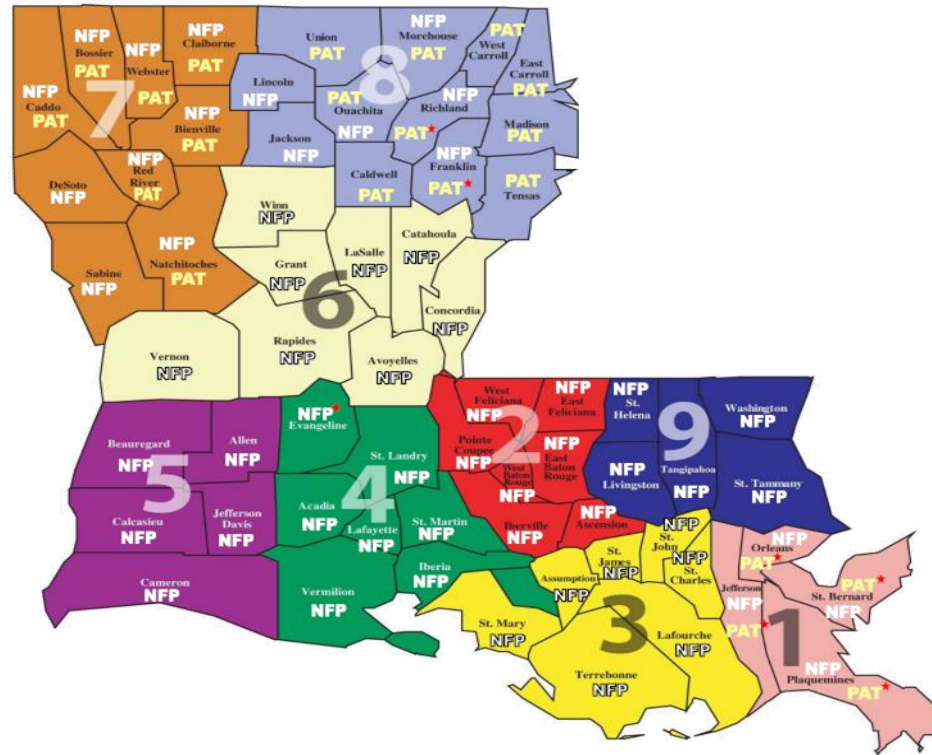 NFP
Claiborne
PAT
NFP
Bossier
PAT
NFP
Webster
PAT
NFP
Caddo
PAT
7
NFP
Bienville
PAT
NFP
Red
River
PAT
DeSoto
NFP
Sabine
NFP
NFP
Natchitoches
PAT
Union
PAT
8
NFP
Morehouse
PAT
PAT
West
Carroll
East
Carroll
PAT
Lincoln
NFP
PAT
Ouachita
NFP
NFP
Richland
PAT
Madison
PAT
Jackson
NFP
Caldwell
PAT
NFP
Franklin
PAT
PAT
Tensas
Winn
NFP
Grant
NFP
LaSalle
NFP
Catahoula
NFP
6
Concordia
NFP
Rapides
NFP
Vernon
NFP
Avoyelles
NFP
Beauregard
NFP
Allen
NFP
5
Calcasieu
NFP
Jefferson
Davis
NFP
Cameron
NFP
NFP
Evangeline
St. Landry
NFP
4
Acadia
NFP
Lafayette
NFP
St. Martin
NFP
Iberia
NFP
Vermilion
NFP
West
Feliciana
NFP
NFP
East
Feliciana
2
Pointe
Coupee
NFP
West
Baton
Rouge
NFP
NFP
East
Baton
Rouge
Iberville
NFP
NFP
Ascension
NFP
St.
Helena
9
Washington
NFP
NFP
Livingston
Tangipahoa
NFP
St. Tammany
NFP
Assumption
NFP
St.
James
NFP
NFP
St.
John
NFP
St.
Charles
St. Mary
NFP
3
Terrebonne
NFP
Lafourche
NFP
NFP
Orleans
PAT
Jefferson
NFP
PAT
PAT
St. Bernard
NFP
1
NFP
Plaquemines
PAT